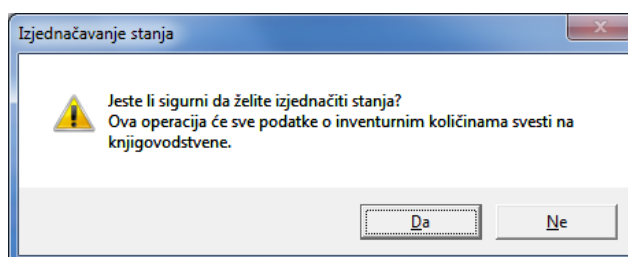 Izjednačavanje stanja
Jeste li sigurni da želite izjednačiti stanja?
Ova operacija će sve podatke o inventurnim količinama svesti na
knjigovodstvene.
Da
Ne